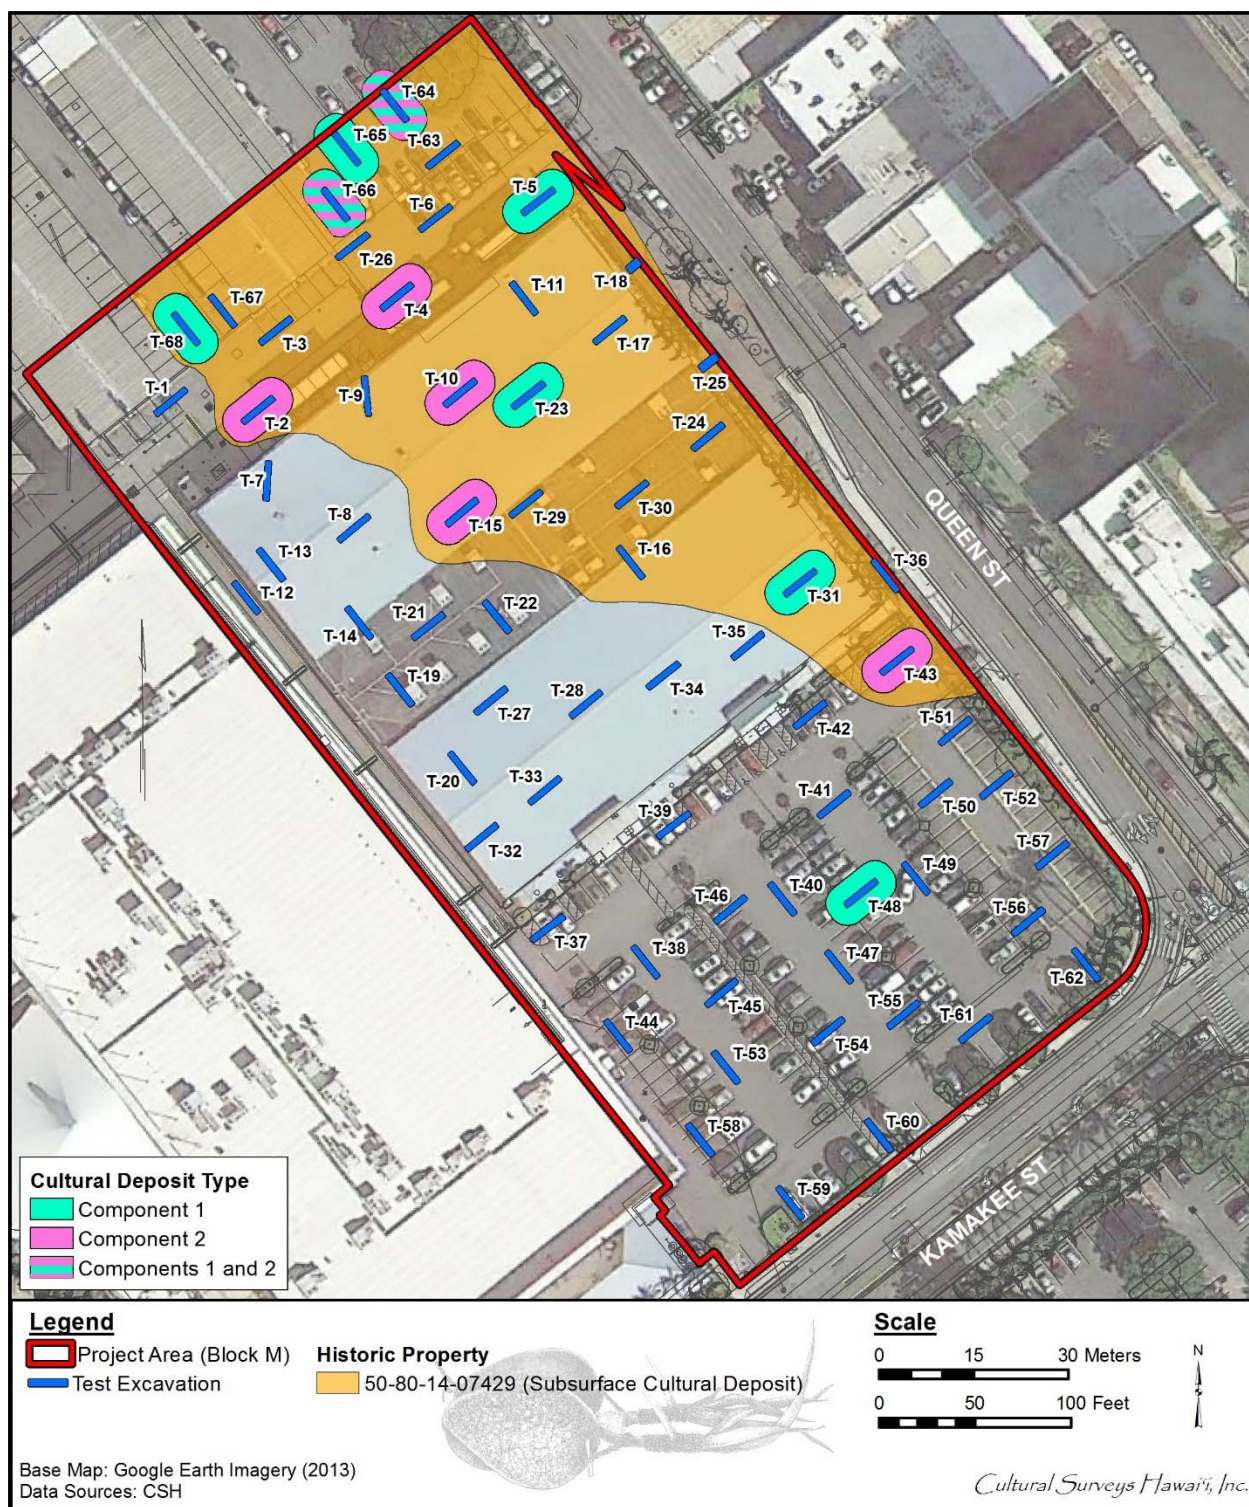 T-64
T-65
T-63
T-66
T-5
T-6
T-26
T-18
T-67
T-11
T-4
T-68
T-3
T-17
T-1
T-9
T-10
T-23
T-25
T-2
T-24
T-7
T-8
T-15
T-29
T-30
T-13
T-16
T-36
QUEEN ST
T-12
T-31
T-14
T-21
T-22
T-35
T-43
T-19
T-27
T-28
T-34
T-42
T-51
T-20
T-33
T-41
T-50
T-52
T-39
T-32
T-57
T-46
T-40
T-49
T-48
T-56
T-37
T-38
T-47
T-62
T-45
T-55
T-61
T-44
T-53
T-54
T-58
T-60
T-59
KAMAKEE ST
Cultural Deposit Type
Component 1
Component 2
Components 1 and 2
Legend
Project Area (Block M)
Test Excavation
Historic Property
50-80-14-07429 (Subsurface Cultural Deposit)
Scale
0 15 30 Meters
0 50 100 Feet
N
Base Map: Google Earth Imagery (2013)
Data Sources: CSH
Cultural Surveys Hawaiʻi, Inc.